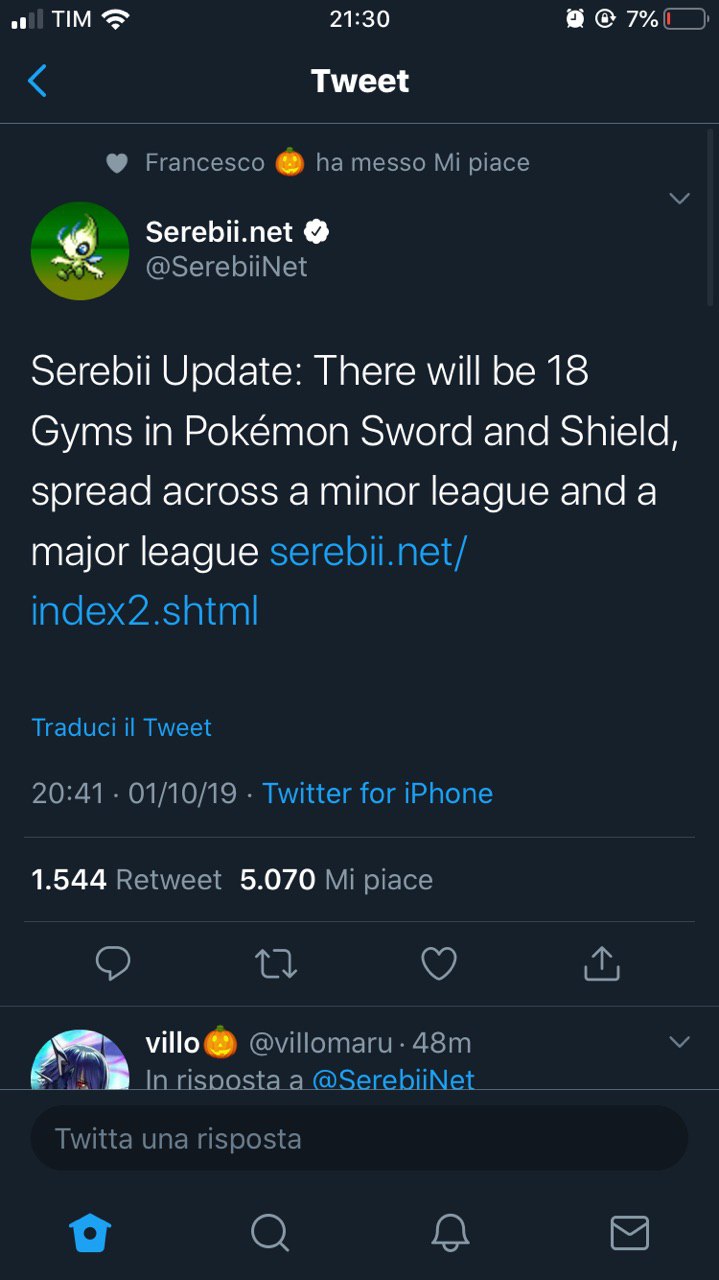 TIM 21:30 7%
Tweet
Francesco 🎃 ha messo Mi piace
Serebii.net
@SerebiiNet
Serebii Update: There will be 18
Gyms in Pokémon Sword and Shield,
spread across a minor league and a
major league serebii.net/
index2.shtml
Traduci il Tweet
20:41 · 01/10/19 · Twitter for iPhone
1.544 Retweet 5.070 Mi piace
villo🎃 @villomaru · 48m
In risposta a @SerebiiNet
Twitta una risposta